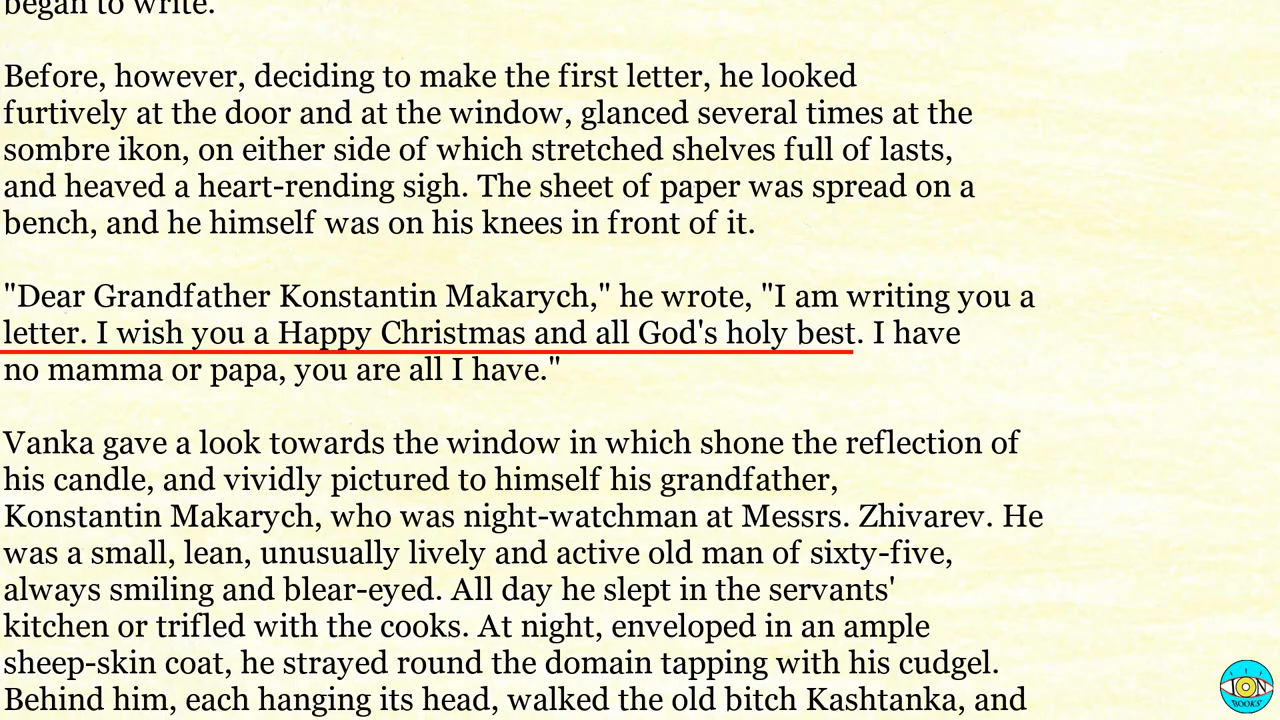 began to write.
Before, however, deciding to make the first letter, he looked
furtively at the door and at the window, glanced several times at the
sombre ikon, on either side of which stretched shelves full of lasts,
and heaved a heart-rending sigh. The sheet of paper was spread on a
bench, and he himself was on his knees in front of it.
"Dear Grandfather Konstantin Makarych," he wrote, "I am writing you a
letter. I wish you a Happy Christmas and all God's holy best. I have
no mamma or papa, you are all I have."
Vanka gave a look towards the window in which shone the reflection of
his candle, and vividly pictured to himself his grandfather,
Konstantin Makarych, who was night-watchman at Messrs. Zhivarev. He
was a small, lean, unusually lively and active old man of sixty-five,
always smiling and blear-eyed. All day he slept in the servants'
kitchen or trifled with the cooks. At night, enveloped in an ample
sheep-skin coat, he strayed round the domain tapping with his cudgel.
Behind him, each hanging its head, walked the old bitch Kashtanka, and
ION
BOOKS